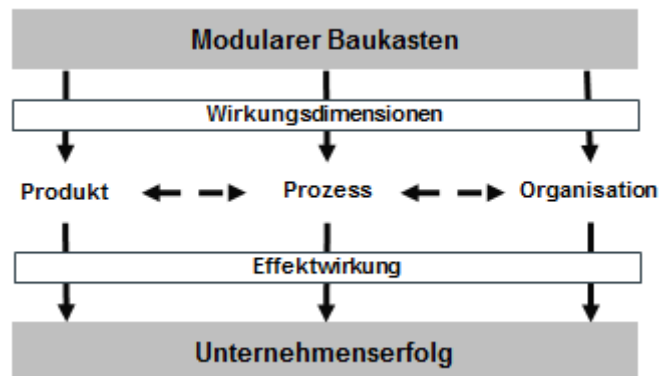 Modularer Baukasten
Wirkungsdimensionen
Produkt Prozess Organisation
Effektwirkung
Unternehmenserfolg